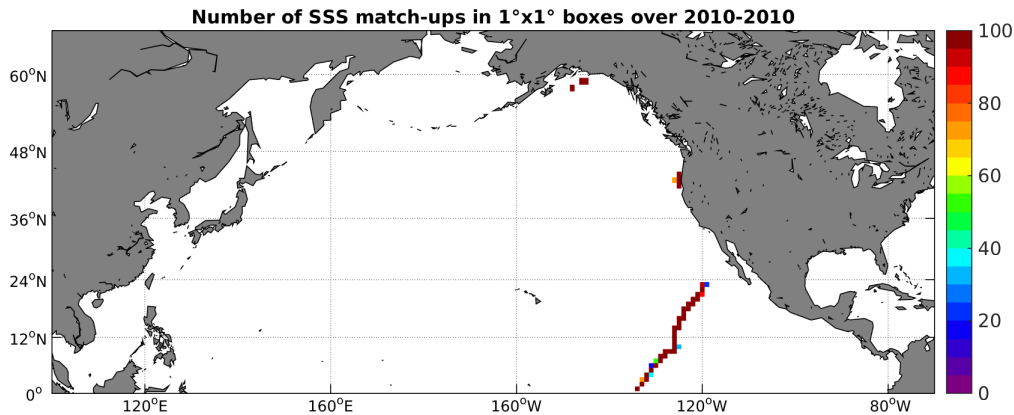 Number of SSS match-ups in 1°x1° boxes over 2010-2010
60°N
48°N
36°N
24°N
12°N
0°
120°E
160°E
160°W
120°W
80°W
100
80
60
40
20
0